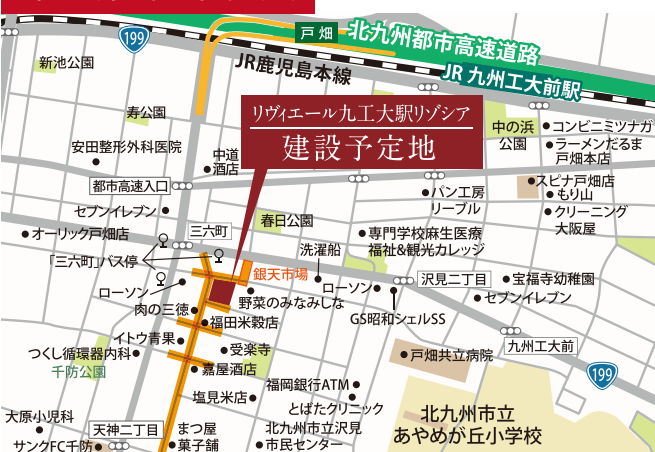 199
戸畑
北九州都市高速道路
新池公園
JR鹿児島本線
JR 九州工大前駅
リヴィエール九工大駅リゾシア
建設予定地
寿公園
中の浜
公園
コンビニミツナガ
ラーメンだるま
戸畑本店
安田整形外科医院
中道
酒店
都市高速入口
スピナ戸畑店
もり山
パン工房
リーブル
クリーニング
大阪屋
セブンイレブン
春日公園
オーリック戸畑店
三六町
専門学校麻生医療
福祉&観光カレッジ
洗濯船
「三六町」バス停
銀天市場
沢見二丁目
宝福寺幼稚園
ローソン
野菜のみなみしな
ローソン
セブンイレブン
肉の三徳
福田米穀店
GS昭和シェルSS
イトウ青果
九州工大前
つくし循環器内科
受楽寺
戸畑共立病院
千防公園
嘉屋酒店
199
福岡銀行ATM
塩見米店
とばたクリニック
大原小児科
天神二丁目
まつ屋
菓子舗
北九州市立沢見
市民センター
北九州市立
あやめが丘小学校
サンクFC千防